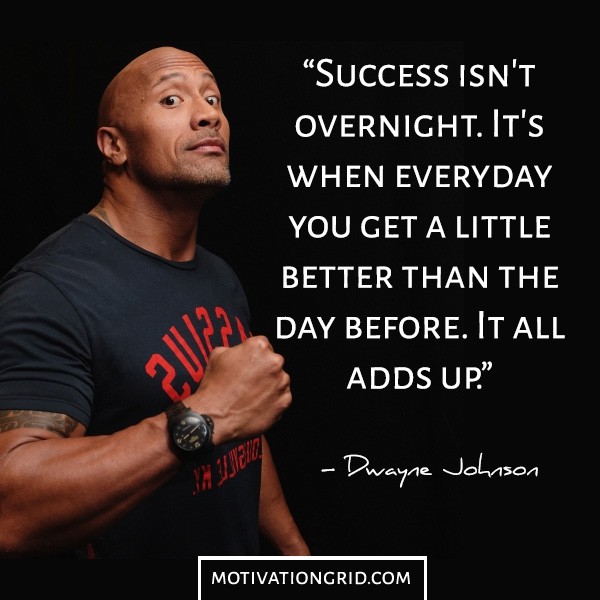 “Success isn't
overnight. It's
when everyday
you get a little
better than the
day before. It all
adds up.”
- Dwayne Johnson
MOTIVATIONGRID.COM